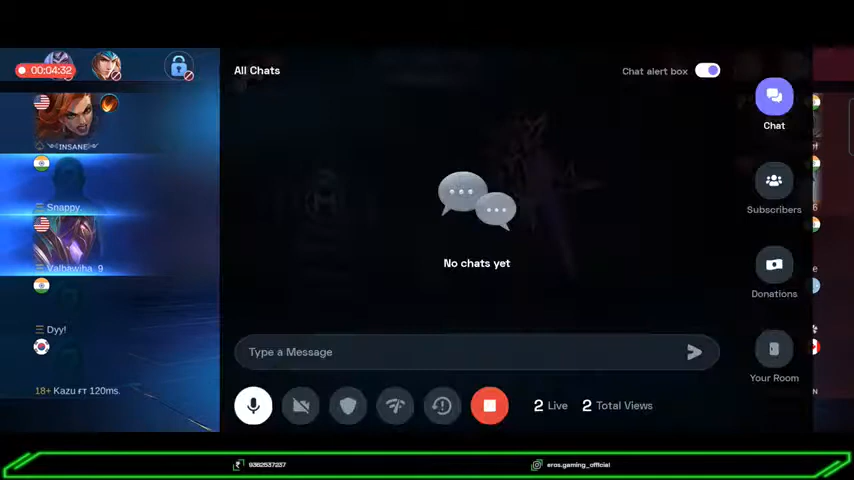 00:04:32
All Chats
Chat alert box
Chat
INSANE
Snappy.
Subscribers
Valhawiha_9
No chats yet
Donations
Dyy!
Type a Message
Your Room
18+ Kazu ꜰᴛ 120ms.
2 Live 2 Total Views
9362537237
eros.gaming_official